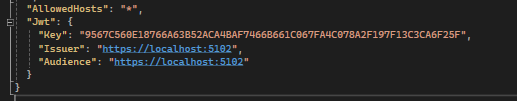 "AllowedHosts": "*",
"Jwt": {
"Key": "9567C560E18766A63B52ACA4BAF7466B661C067FA4C078A2F197F13C3CA6F25F",
"Issuer": "https://localhost:5102",
"Audience": "https://localhost:5102"
}
}